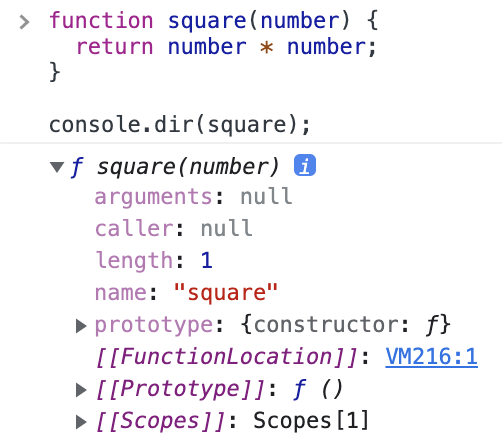 function square(number) {
  return number * number;
}
console.dir(square);
ƒ square(number) i
arguments: null
caller: null
length: 1
name: "square"
prototype: {constructor: ƒ}
[[FunctionLocation]]: VM216:1
[[Prototype]]: ƒ ()
[[Scopes]]: Scopes[1]